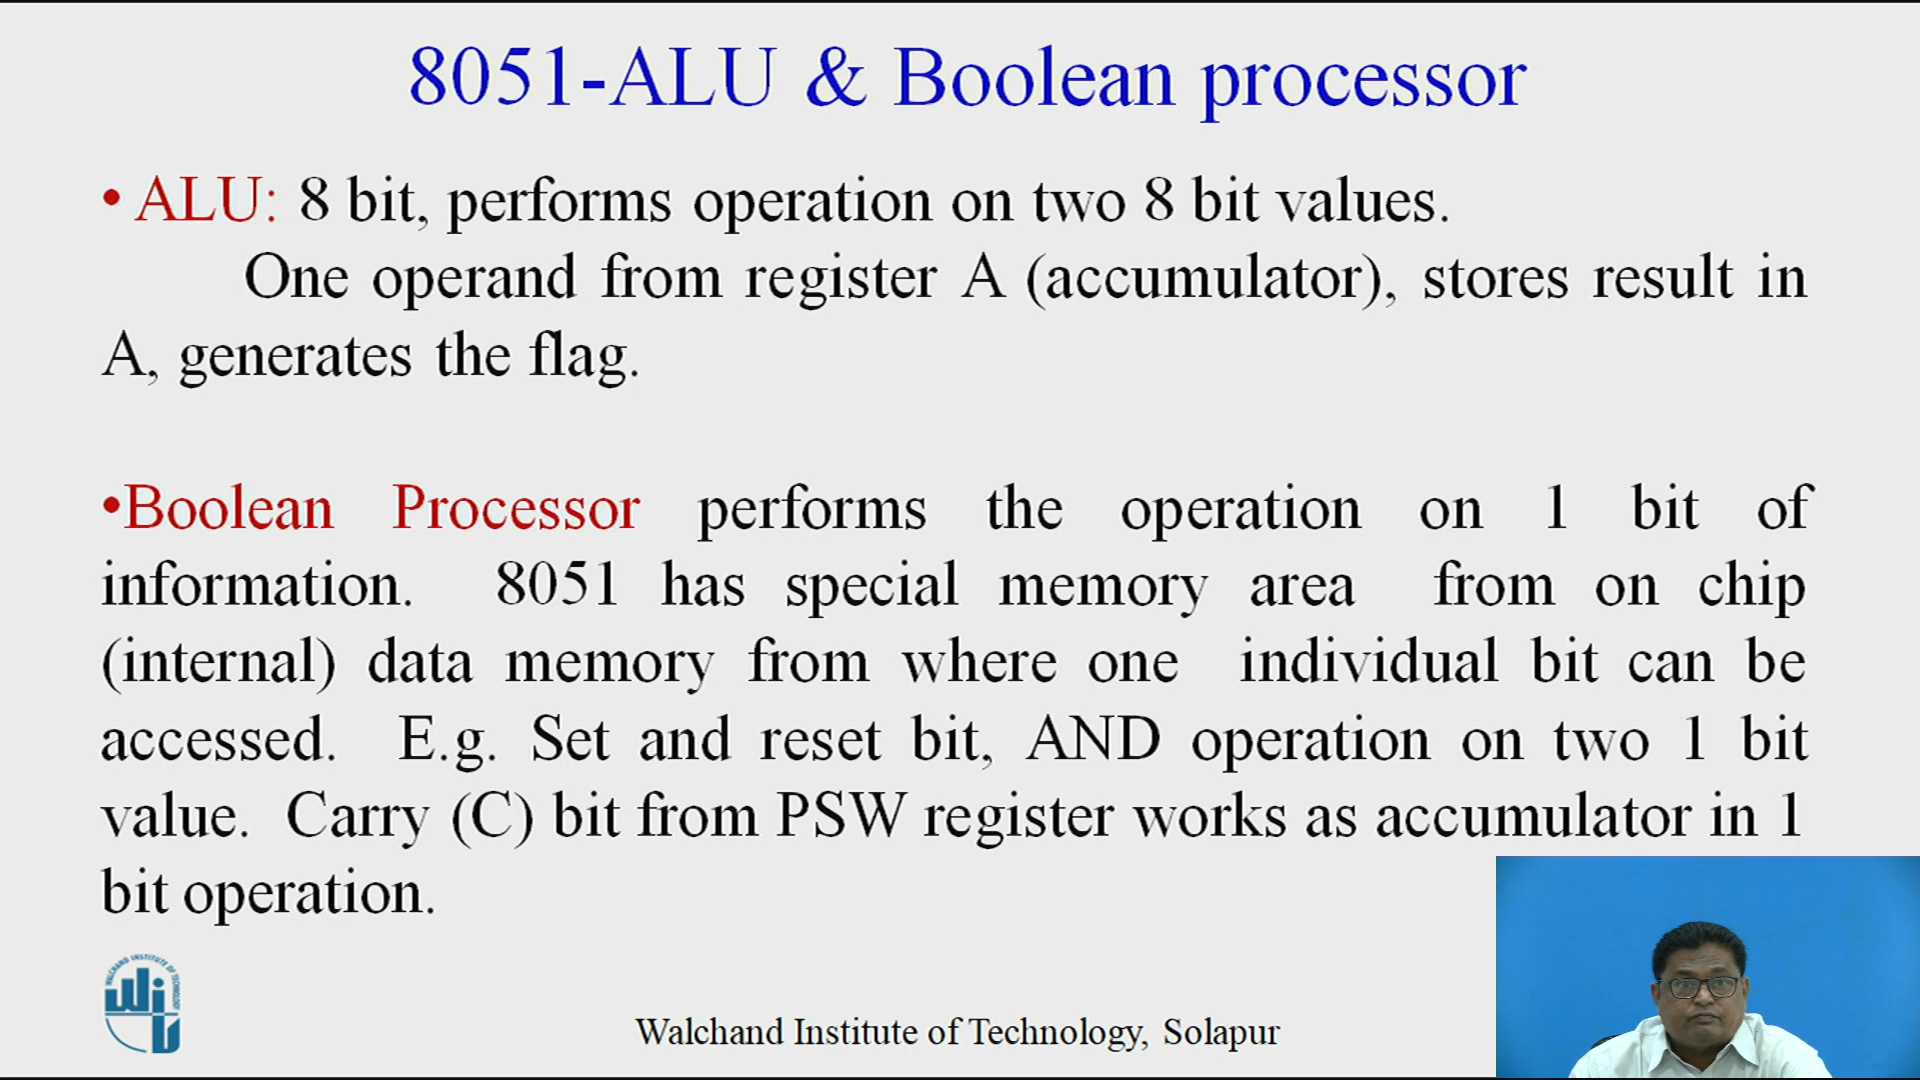 8051-ALU & Boolean processor
• ALU: 8 bit, performs operation on two 8 bit values.
One operand from register A (accumulator), stores result in
A, generates the flag.
•Boolean Processor performs the operation on 1 bit of
information. 8051 has special memory area from on chip
(internal) data memory from where one individual bit can be
accessed. E.g. Set and reset bit, AND operation on two 1 bit
value. Carry (C) bit from PSW register works as accumulator in 1
bit operation.
WALCHAND INSTITUTE OF TECHNOLOGY
Walchand Institute of Technology, Solapur